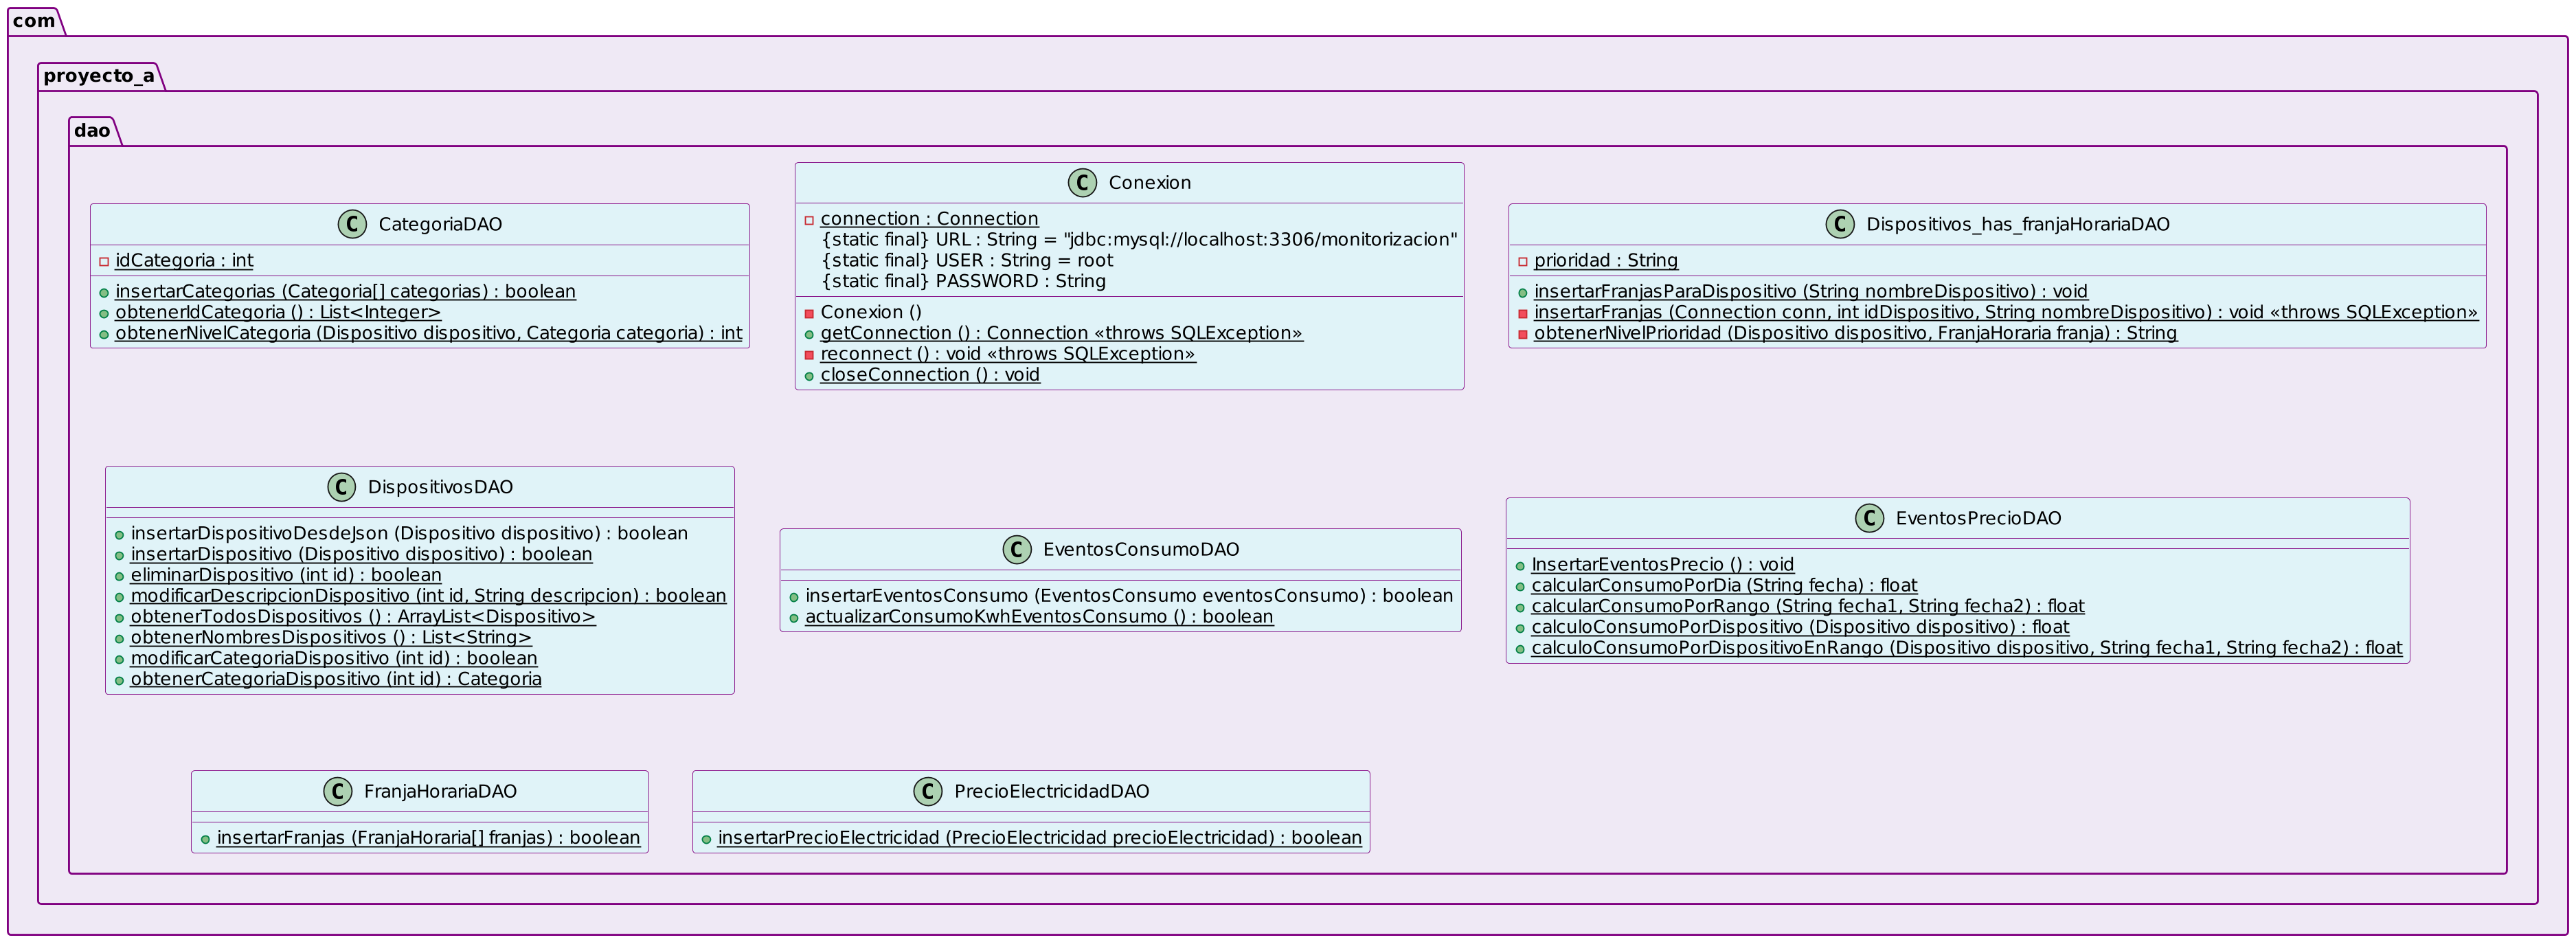 com
proyecto_a
dao
C CategoriaDAO
idCategoria : int
insertarCategorias (Categoria[] categorias) : boolean
obtenerIdCategoria () : List<Integer>
obtenerNivelCategoria (Dispositivo dispositivo, Categoria categoria) : int
C Conexion
connection : Connection
{static final} URL : String = "jdbc:mysql://localhost:3306/monitorizacion"
{static final} USER : String = root
{static final} PASSWORD : String
Conexion ()
getConnection () : Connection «throws SQLException»
reconnect () : void «throws SQLException»
closeConnection () : void
C Dispositivos_has_franjaHorariaDAO
prioridad : String
insertarFranjasParaDispositivo (String nombreDispositivo) : void
insertarFranjas (Connection conn, int idDispositivo, String nombreDispositivo) : void «throws SQLException»
obtenerNivelPrioridad (Dispositivo dispositivo, FranjaHoraria franja) : String
C DispositivosDAO
insertarDispositivoDesdeJson (Dispositivo dispositivo) : boolean
insertarDispositivo (Dispositivo dispositivo) : boolean
eliminarDispositivo (int id) : boolean
modificarDescripcionDispositivo (int id, String descripcion) : boolean
obtenerTodosDispositivos () : ArrayList<Dispositivo>
obtenerNombresDispositivos () : List<String>
modificarCategoriaDispositivo (int id) : boolean
obtenerCategoriaDispositivo (int id) : Categoria
C EventosConsumoDAO
insertarEventosConsumo (EventosConsumo eventosConsumo) : boolean
actualizarConsumoKwhEventosConsumo () : boolean
C EventosPrecioDAO
InsertarEventosPrecio () : void
calcularConsumoPorDia (String fecha) : float
calcularConsumoPorRango (String fecha1, String fecha2) : float
calculoConsumoPorDispositivo (Dispositivo dispositivo) : float
calculoConsumoPorDispositivoEnRango (Dispositivo dispositivo, String fecha1, String fecha2) : float
C FranjaHorariaDAO
insertarFranjas (FranjaHoraria[] franjas) : boolean
C PrecioElectricidadDAO
insertarPrecioElectricidad (PrecioElectricidad precioElectricidad) : boolean